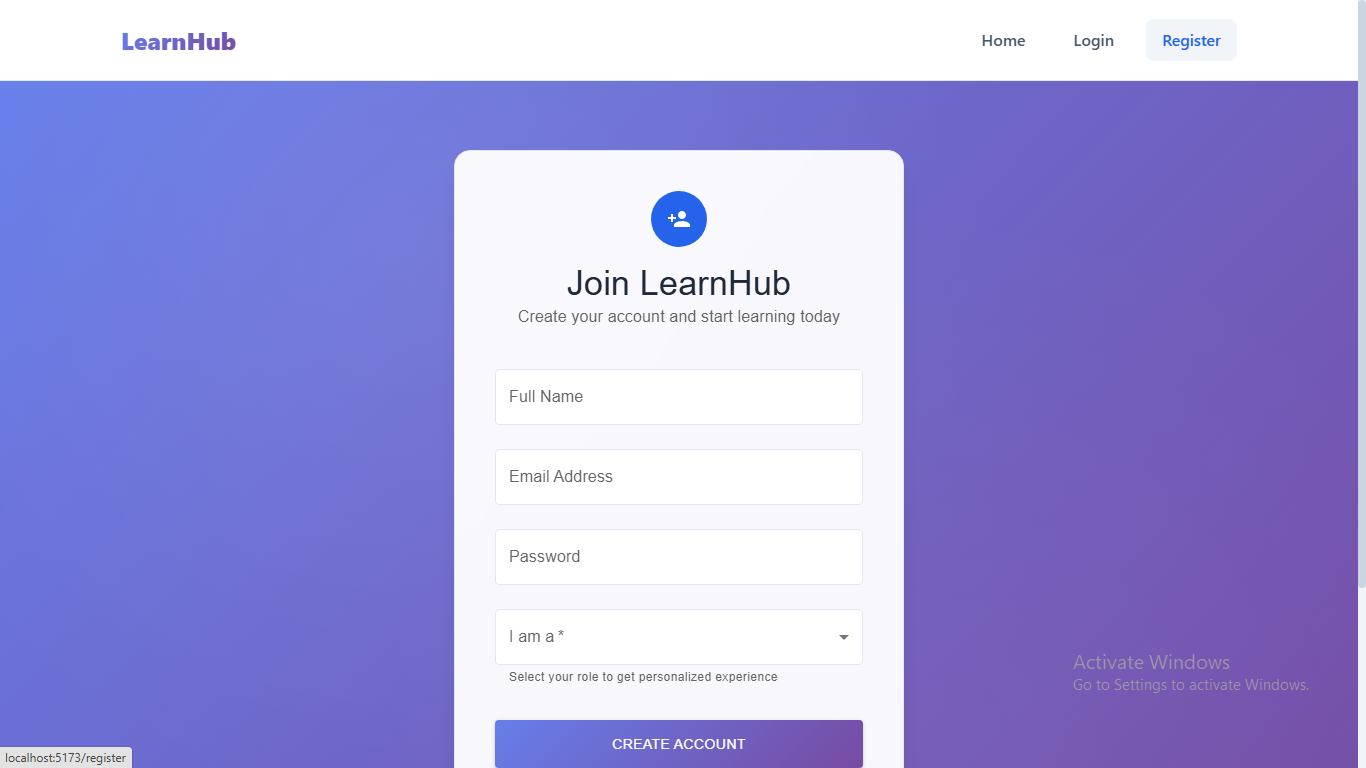 LearnHub
Home
Login
Register
Join LearnHub
Create your account and start learning today
Full Name
Email Address
Password
I am a *
Select your role to get personalized experience
CREATE ACCOUNT
Activate Windows
Go to Settings to activate Windows.
localhost:5173/register